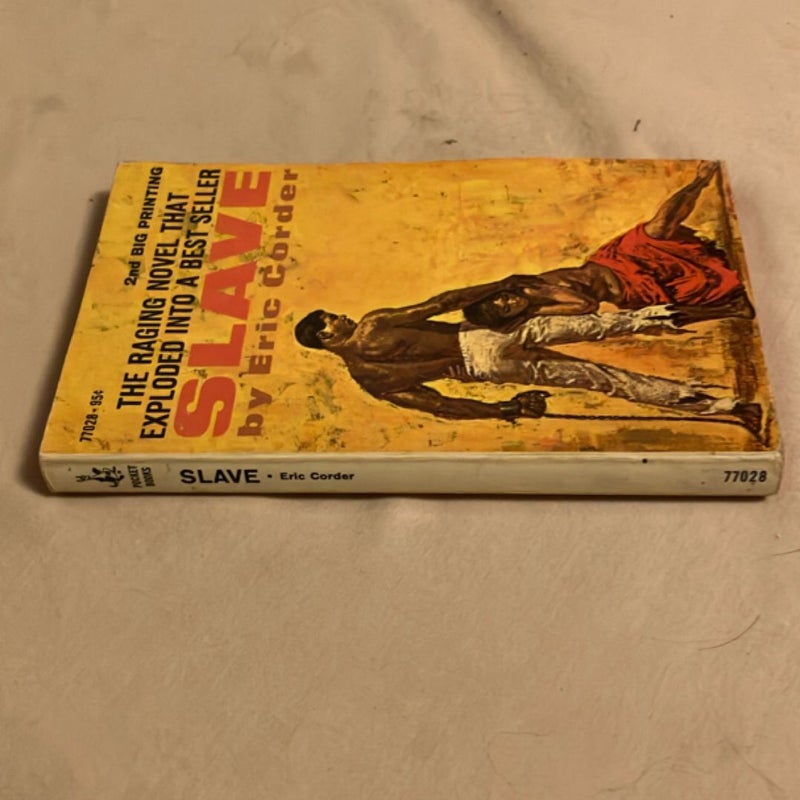 77028 • 95¢
2nd BIG PRINTING
THE RAGING NOVEL THAT
EXPLODED INTO A BEST SELLER
SLAVE
by Eric Corder
POCKET
BOOKS
SLAVE • Eric Corder
77028